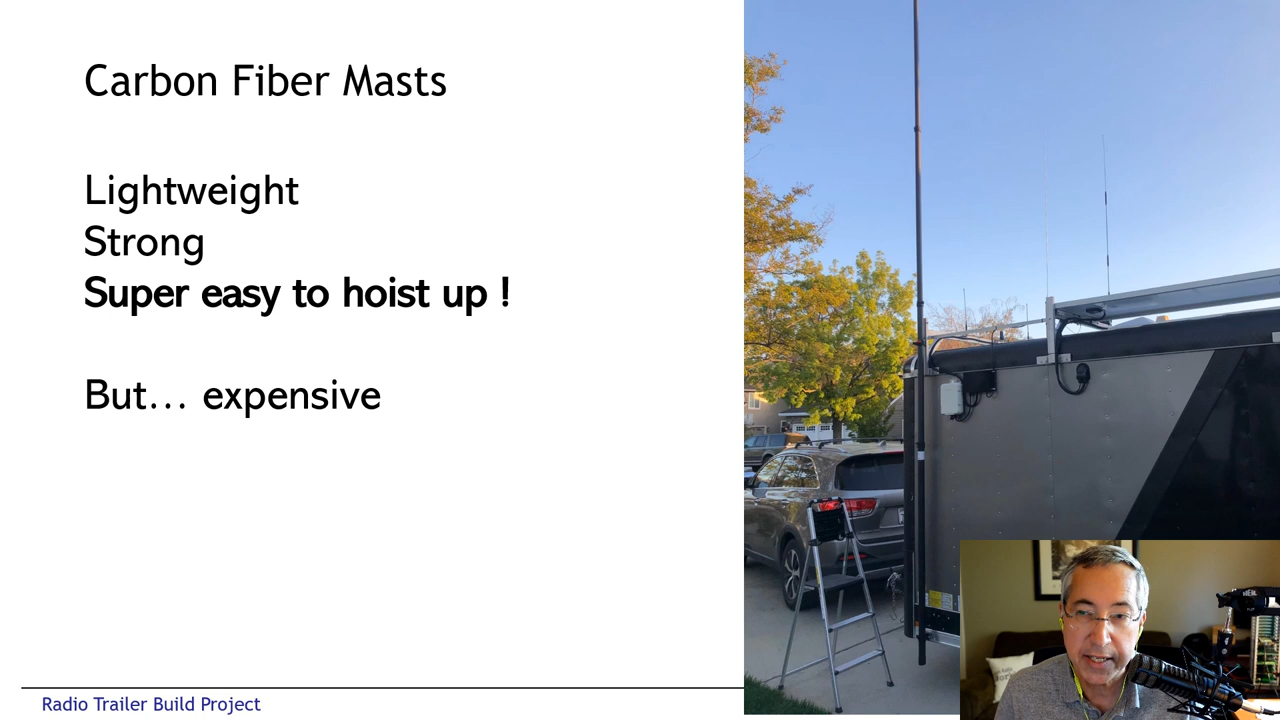 Carbon Fiber Masts
Lightweight
Strong
Super easy to hoist up !
But... expensive
Radio Trailer Build Project